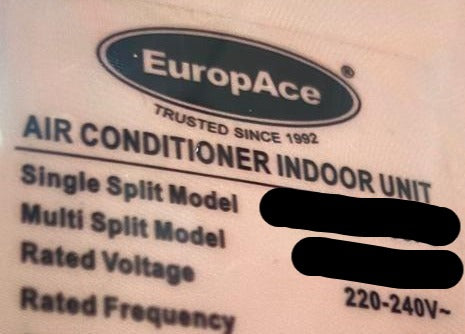 EuropAce®
TRUSTED SINCE 1992
AIR CONDITIONER INDOOR UNIT
Single Split Model
Multi Split Model
Rated Voltage 220-240V~
Rated Frequency